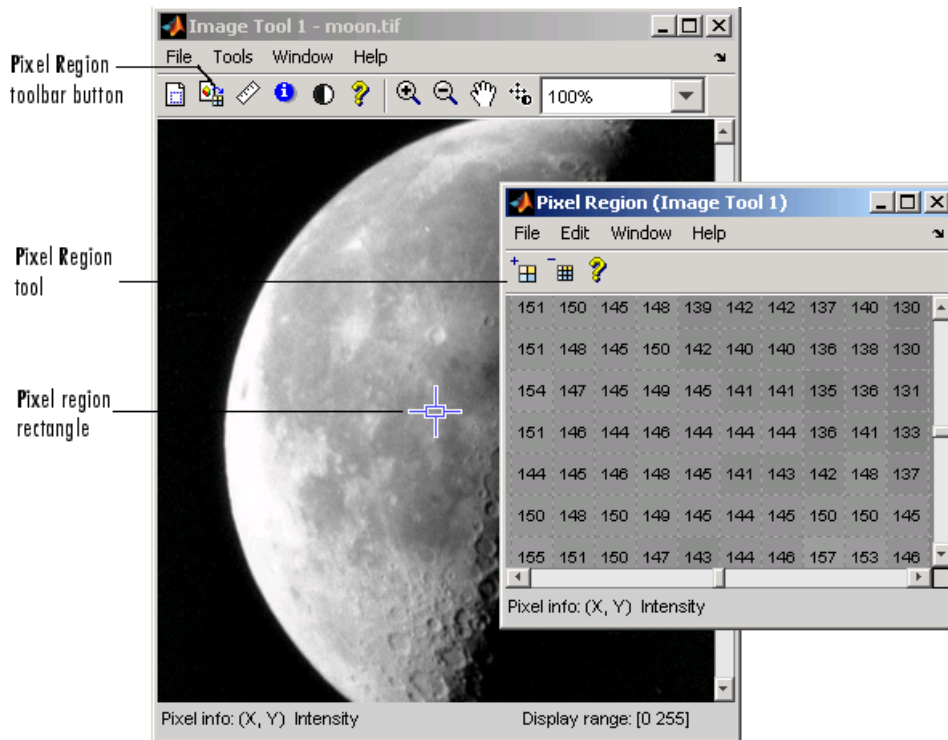 Image Tool 1 - moon.tif
File Tools Window Help
100%
Pixel Region
toolbar button
Pixel Region (Image Tool 1)
File Edit Window Help
Pixel Region
tool
151 150 145 148 139 142 142 137 140 130
151 148 145 150 142 140 140 136 138 130
154 147 145 149 145 141 141 135 136 131
Pixel region
rectangle
151 146 144 146 144 144 144 136 141 133
144 145 146 148 145 141 143 142 148 137
150 148 150 149 145 144 145 150 150 145
155 151 150 147 143 144 146 157 153 146
Pixel info: (X, Y) Intensity
Pixel info: (X, Y) Intensity
Display range: [0 255]